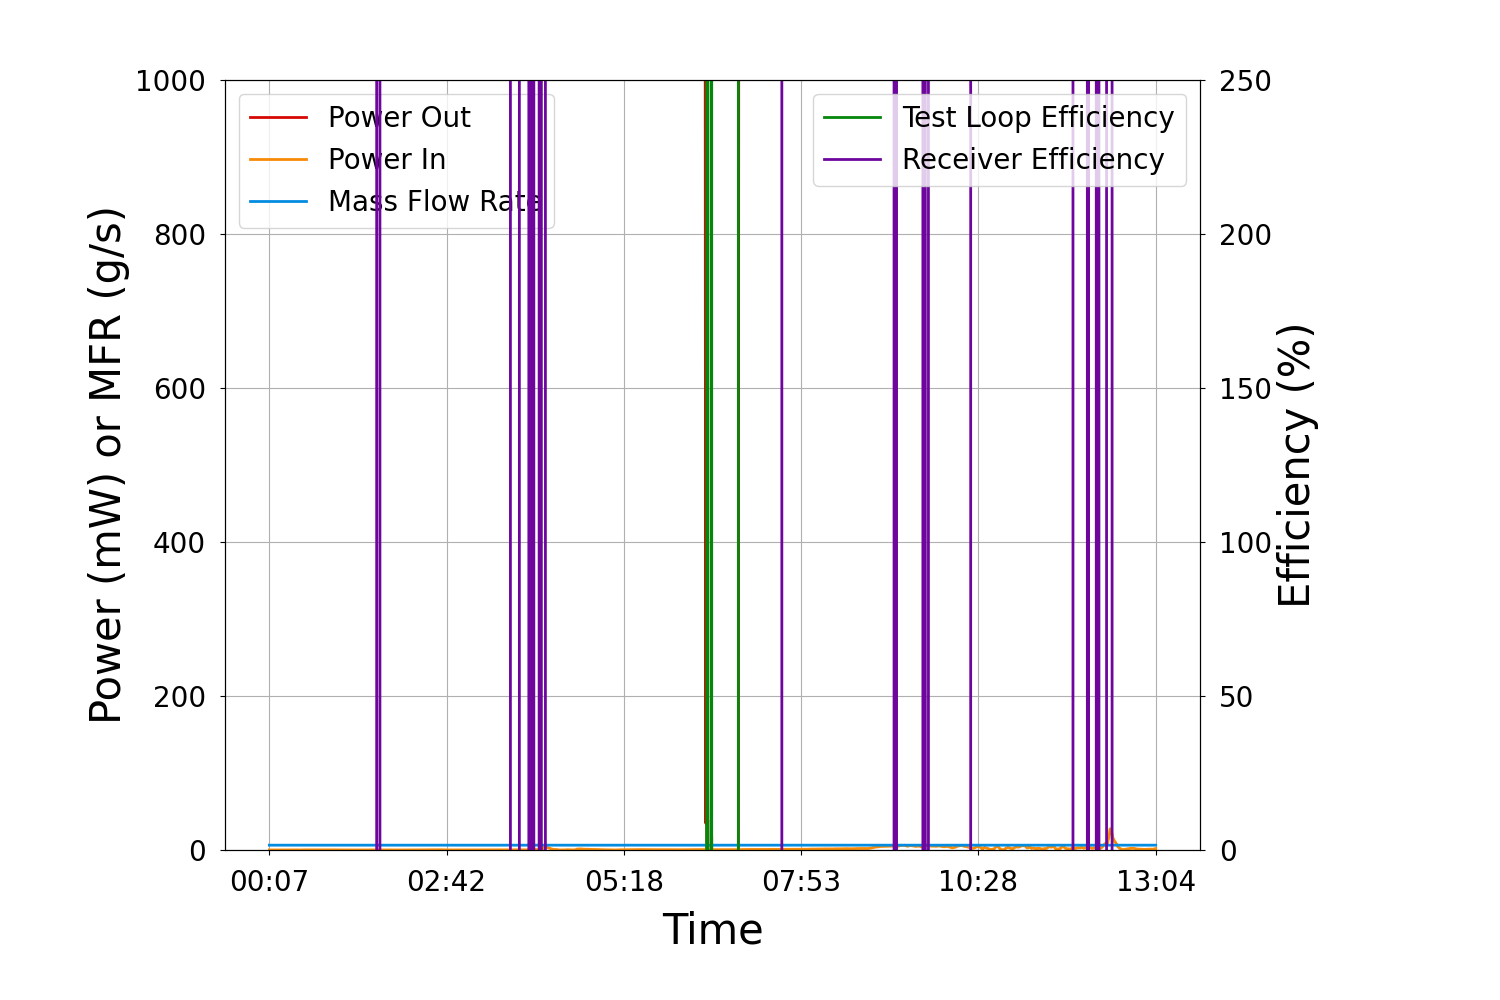 Power (mW) or MFR (g/s)
1000
800
600
400
200
0
Power Out
Power In
Mass Flow Rate
Test Loop Efficiency
Receiver Efficiency
250
200
150
100
50
0
Efficiency (%)
00:07 02:42 05:18 07:53 10:28 13:04
Time